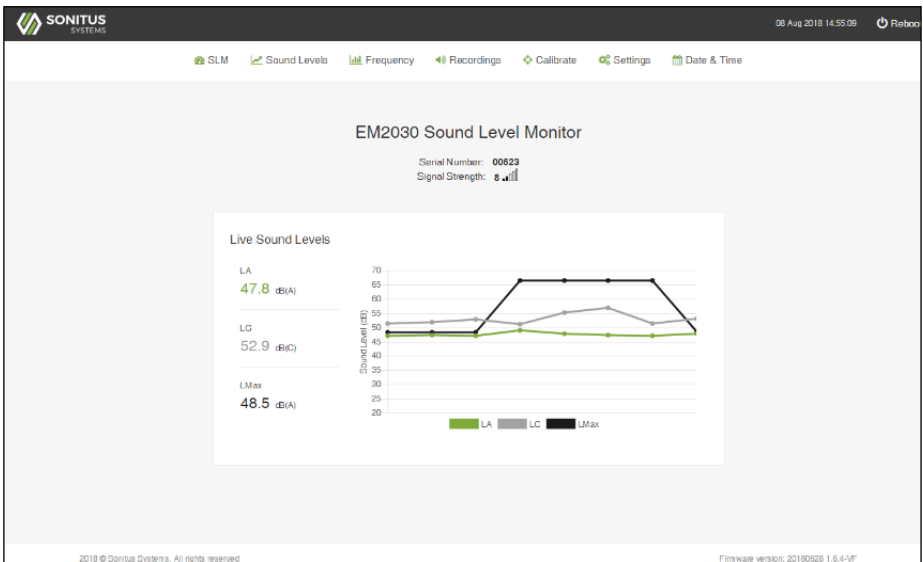 SONITUS
SYSTEMS
08 Aug 2018 14:55:09 Reboo
SLM Sound Levels Frequency Recordings Calibrate Settings Date & Time
EM2030 Sound Level Monitor
Serial Number: 00623
Signal Strength: 8
Live Sound Levels
LA
47.8 dB(A)
LC
52.9 dB(C)
LMax
48.5 dB(A)
Sound Level (dB)
70
65
60
55
50
45
40
35
30
25
20
LA LC LMax
2018 © Sonitus Systems. All rights reserved
Firmware version: 20180628 1.6.4-VF